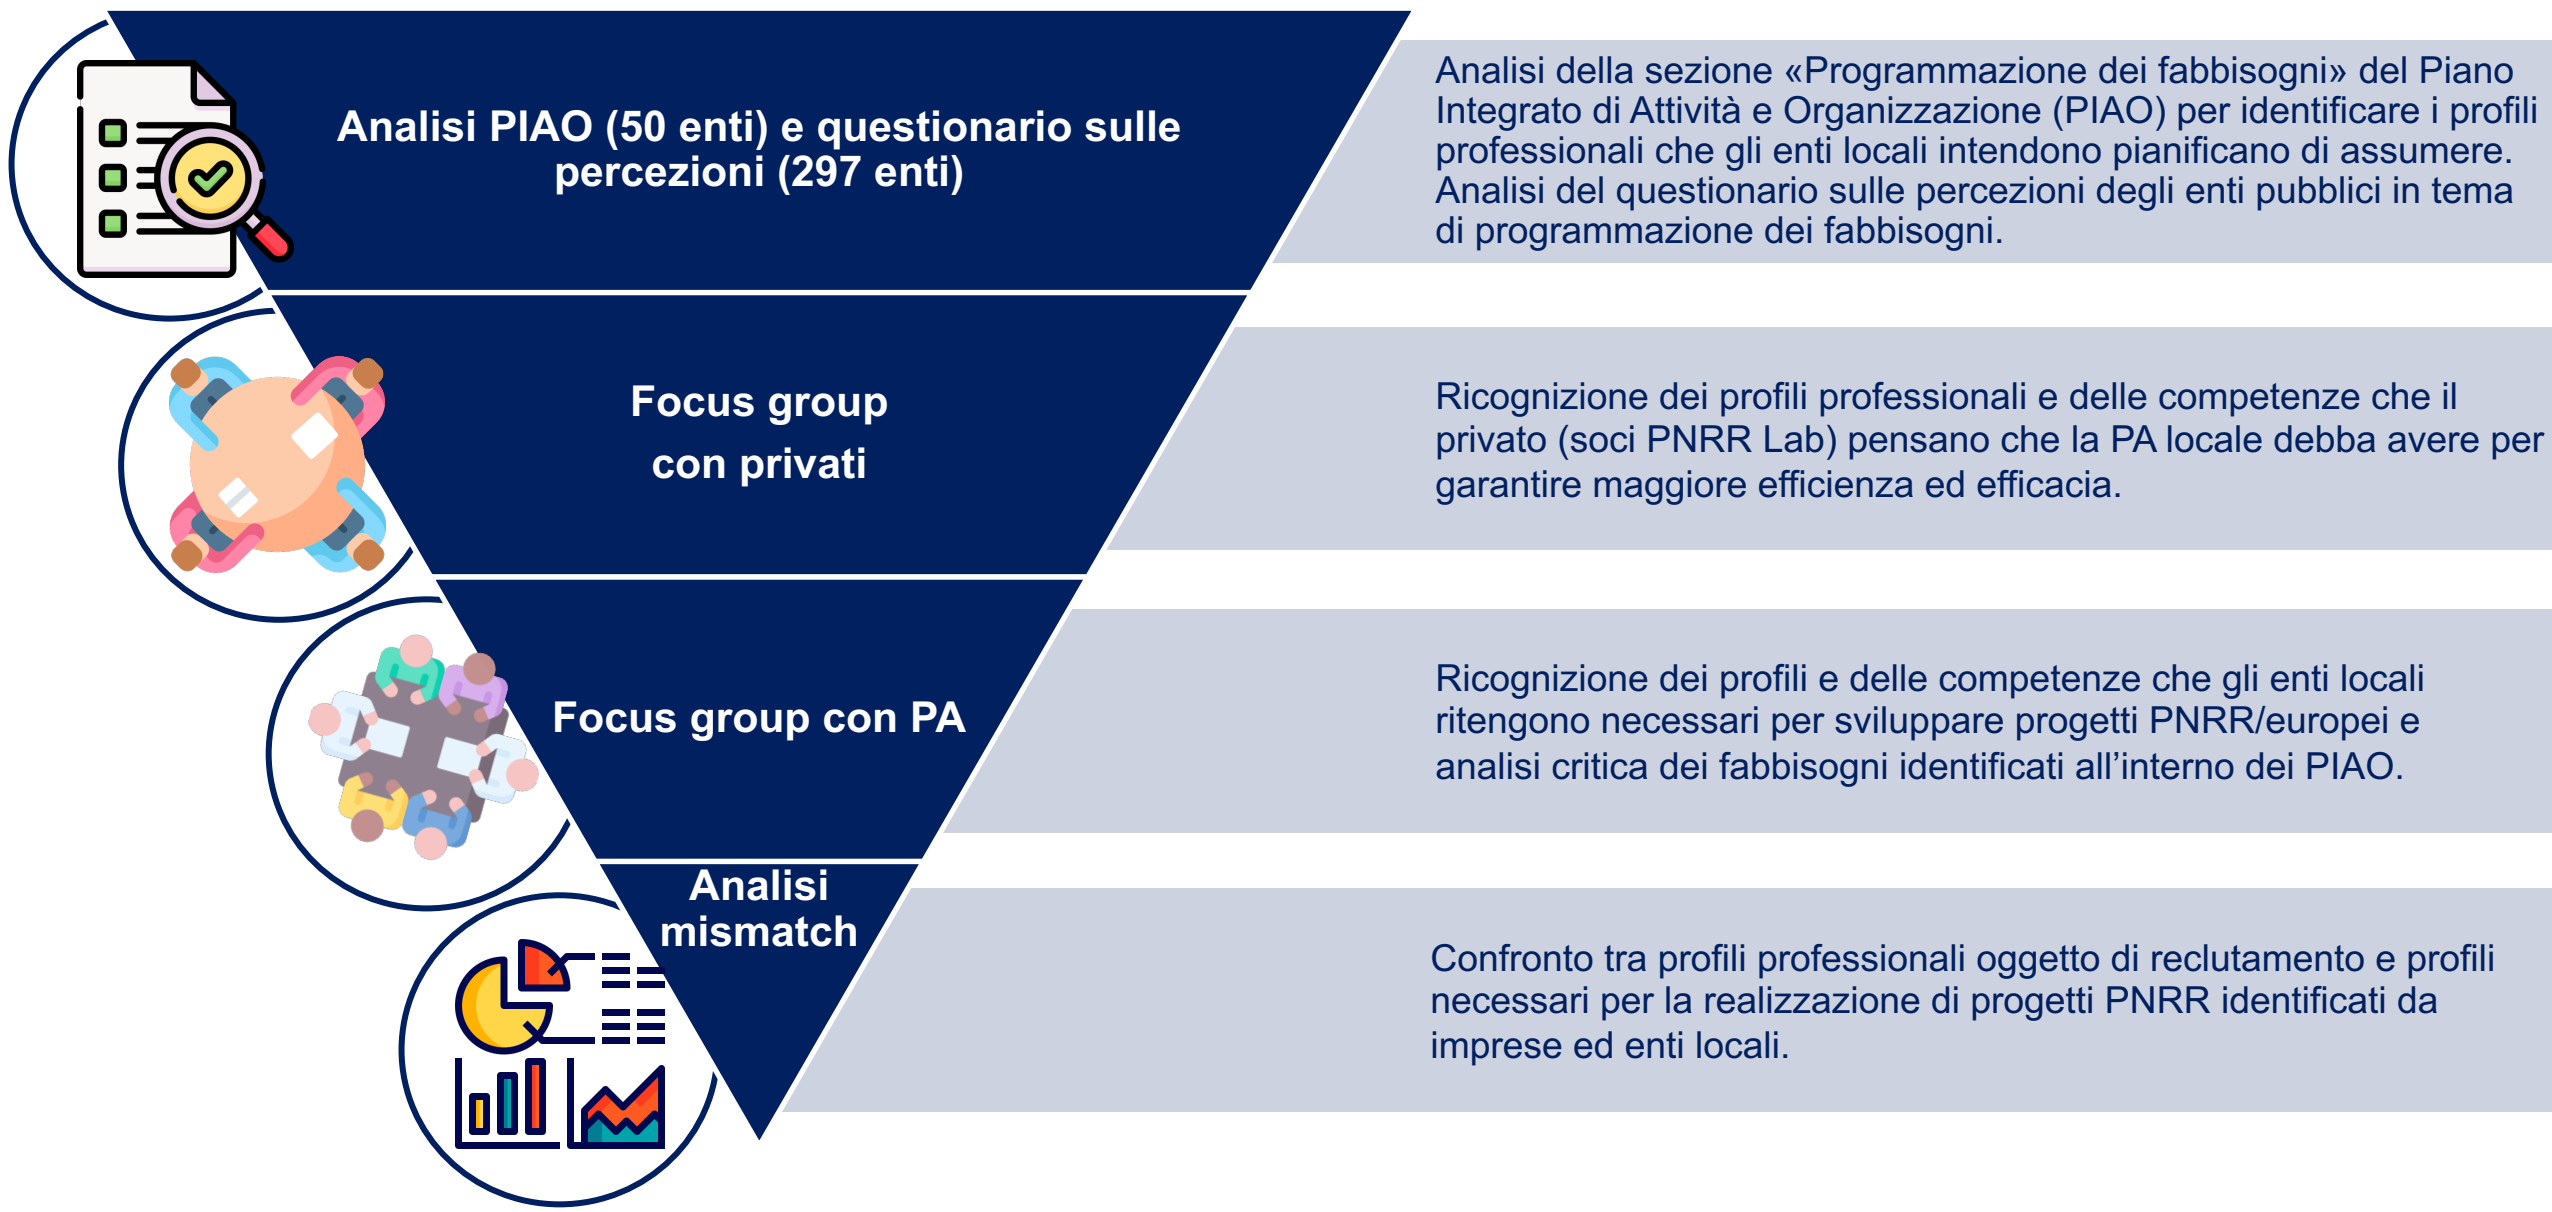 Analisi PIAO (50 enti) e questionario sulle
percezioni (297 enti)
Analisi della sezione «Programmazione dei fabbisogni» del Piano
Integrato di Attività e Organizzazione (PIAO) per identificare i profili
professionali che gli enti locali intendono pianificano di assumere.
Analisi del questionario sulle percezioni degli enti pubblici in tema
di programmazione dei fabbisogni.
Focus group
con privati
Ricognizione dei profili professionali e delle competenze che il
privato (soci PNRR Lab) pensano che la PA locale debba avere per
garantire maggiore efficienza ed efficacia.
Focus group con PA
Ricognizione dei profili e delle competenze che gli enti locali
ritengono necessari per sviluppare progetti PNRR/europei e
analisi critica dei fabbisogni identificati all’interno dei PIAO.
Analisi
mismatch
Confronto tra profili professionali oggetto di reclutamento e profili
necessari per la realizzazione di progetti PNRR identificati da
imprese ed enti locali.